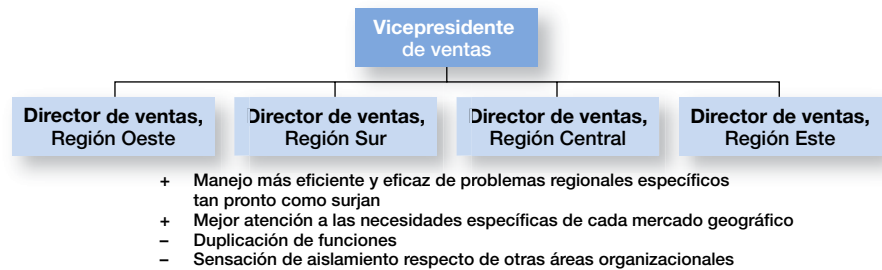 Vicepresidente
de ventas
Director de ventas,
Región Oeste
Director de ventas,
Región Sur
Director de ventas,
Región Central
Director de ventas,
Región Este
+ Manejo más eficiente y eficaz de problemas regionales específicos
tan pronto como surjan
+ Mejor atención a las necesidades específicas de cada mercado geográfico
– Duplicación de funciones
– Sensación de aislamiento respecto de otras áreas organizacionales